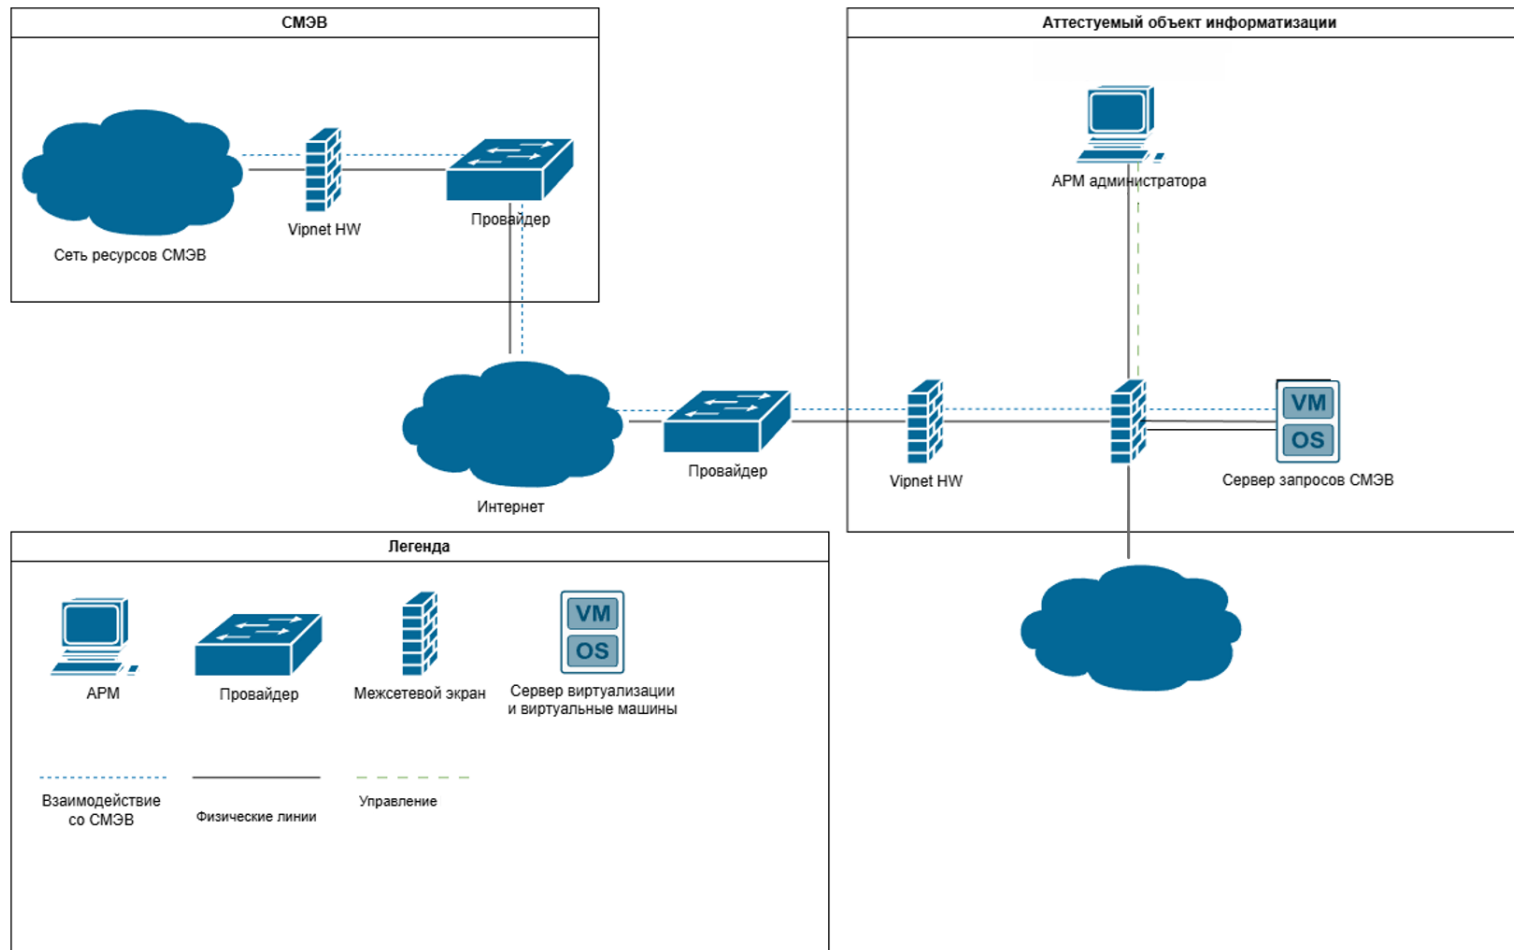 СМЭВ
Аттестуемый объект информатизации
АРМ администратора
Vipnet HW
Провайдер
Сеть ресурсов СМЭВ
VM
OS
Провайдер
Vipnet HW
Сервер запросов СМЭВ
Интернет
Легенда
VM
OS
АРМ
Провайдер
Межсетевой экран
Сервер виртуализации
и виртуальные машины
Взаимодействие
со СМЭВ
Физические линии
Управление